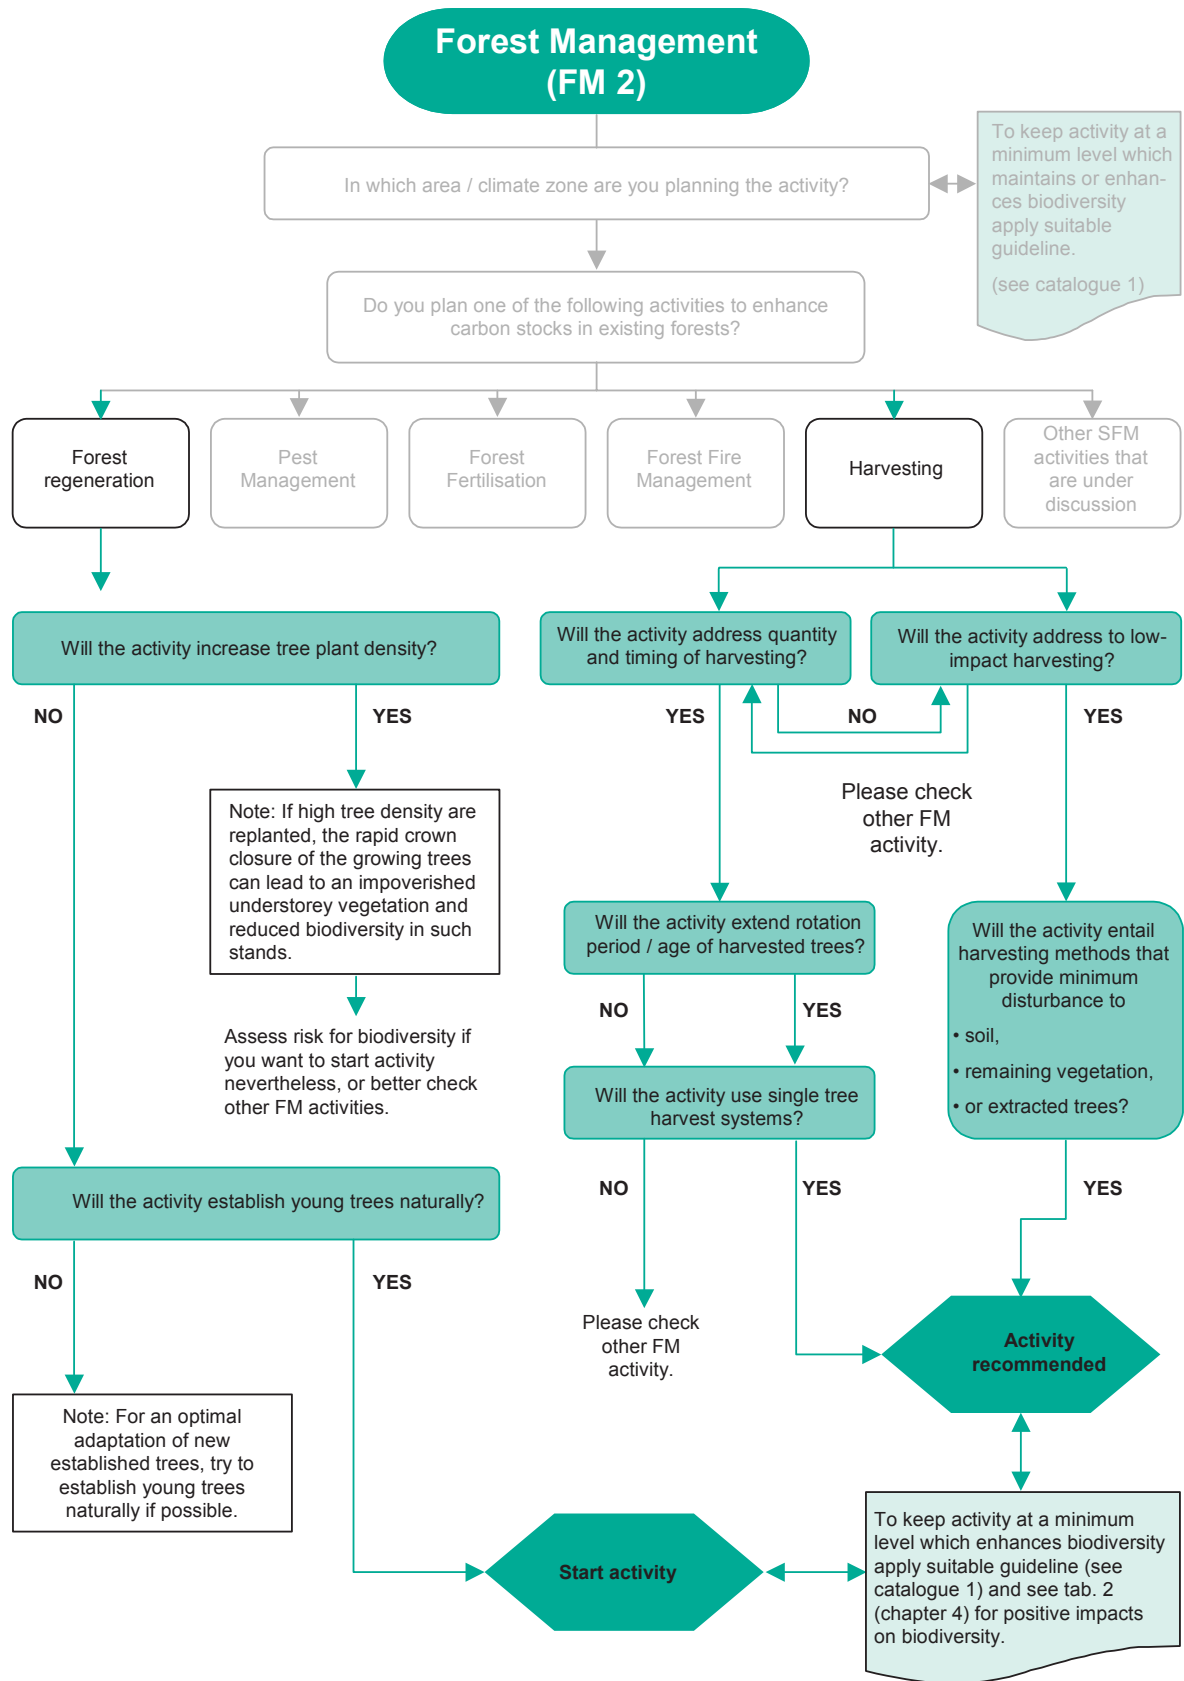 Forest Management
(FM 2)
In which area / climate zone are you planning the activity?
To keep activity at a
minimum level which
maintains or enhan-
ces biodiversity
apply suitable
guideline.
(see catalogue 1)
Do you plan one of the following activities to enhance
carbon stocks in existing forests?
Forest
regeneration
Pest
Management
Forest
Fertilisation
Forest Fire
Management
Harvesting
Other SFM
activities that
are under
discussion
Will the activity increase tree plant density?
Will the activity address quantity
and timing of harvesting?
Will the activity address to low-
impact harvesting?
NO
YES
YES
NO
YES
Note: If high tree density are
replanted, the rapid crown
closure of the growing trees
can lead to an impoverished
understorey vegetation and
reduced biodiversity in such
stands.
Please check
other FM
activity.
Will the activity extend rotation
period / age of harvested trees?
Will the activity entail
harvesting methods that
provide minimum
disturbance to
• soil,
• remaining vegetation,
• or extracted trees?
NO
YES
Assess risk for biodiversity if
you want to start activity
nevertheless, or better check
other FM activities.
Will the activity use single tree
harvest systems?
Will the activity establish young trees naturally?
NO
YES
YES
NO
YES
Please check
other FM
activity.
Activity
recommended
Note: For an optimal
adaptation of new
established trees, try to
establish young trees
naturally if possible.
Start activity
To keep activity at a minimum
level which enhances biodiversity
apply suitable guideline (see
catalogue 1) and see tab. 2
(chapter 4) for positive impacts
on biodiversity.